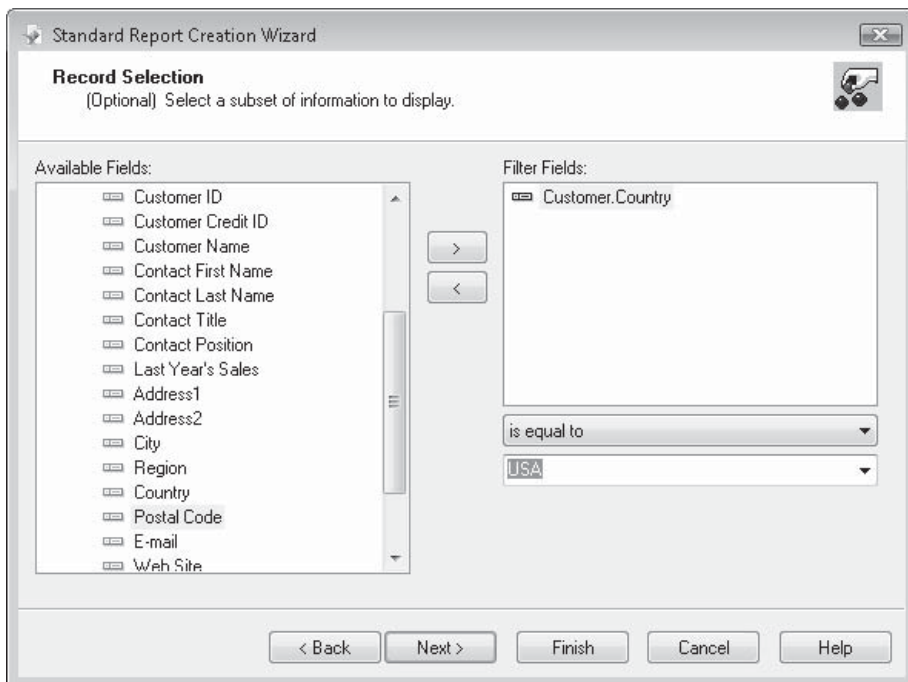 Standard Report Creation Wizard
Record Selection
(Optional) Select a subset of information to display.
Available Fields:
Customer ID
Customer Credit ID
Customer Name
Contact First Name
Contact Last Name
Contact Title
Contact Position
Last Year's Sales
Address1
Address2
City
Region
Country
Postal Code
E-mail
Web Site
>
<
Filter Fields:
Customer.Country
is equal to
USA
< Back
Next >
Finish
Cancel
Help